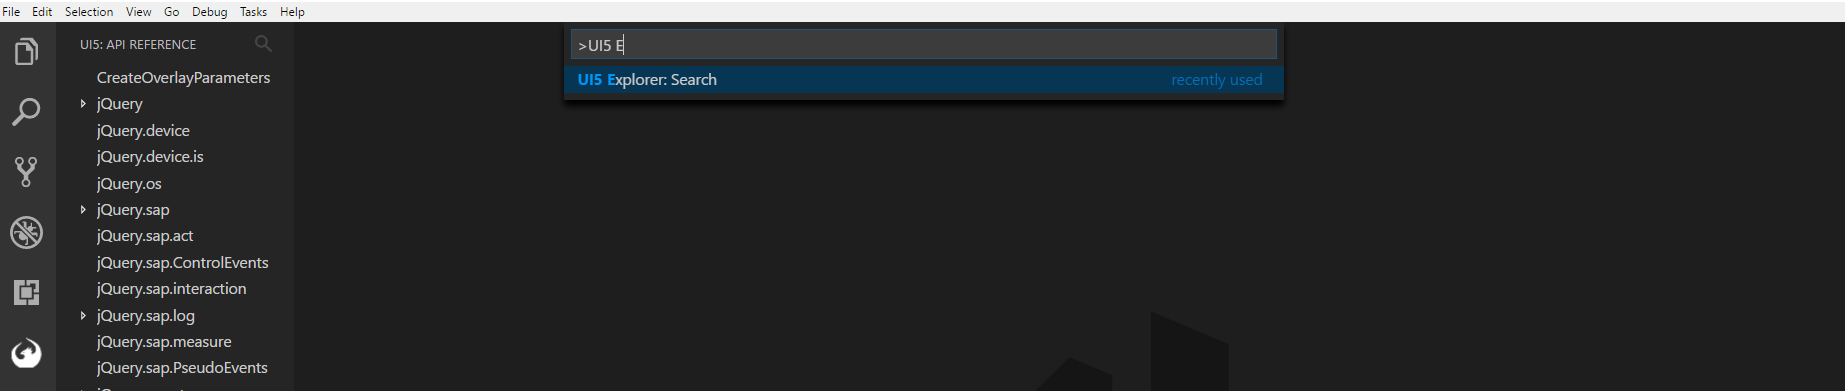 File Edit Selection View Go Debug Tasks Help
UI5: API REFERENCE
>UI5 E
UI5 Explorer: Search recently used
CreateOverlayParameters
jQuery
jQuery.device
jQuery.device.is
jQuery.os
jQuery.sap
jQuery.sap.act
jQuery.sap.ControlEvents
jQuery.sap.interaction
jQuery.sap.log
jQuery.sap.measure
jQuery.sap.PseudoEvents